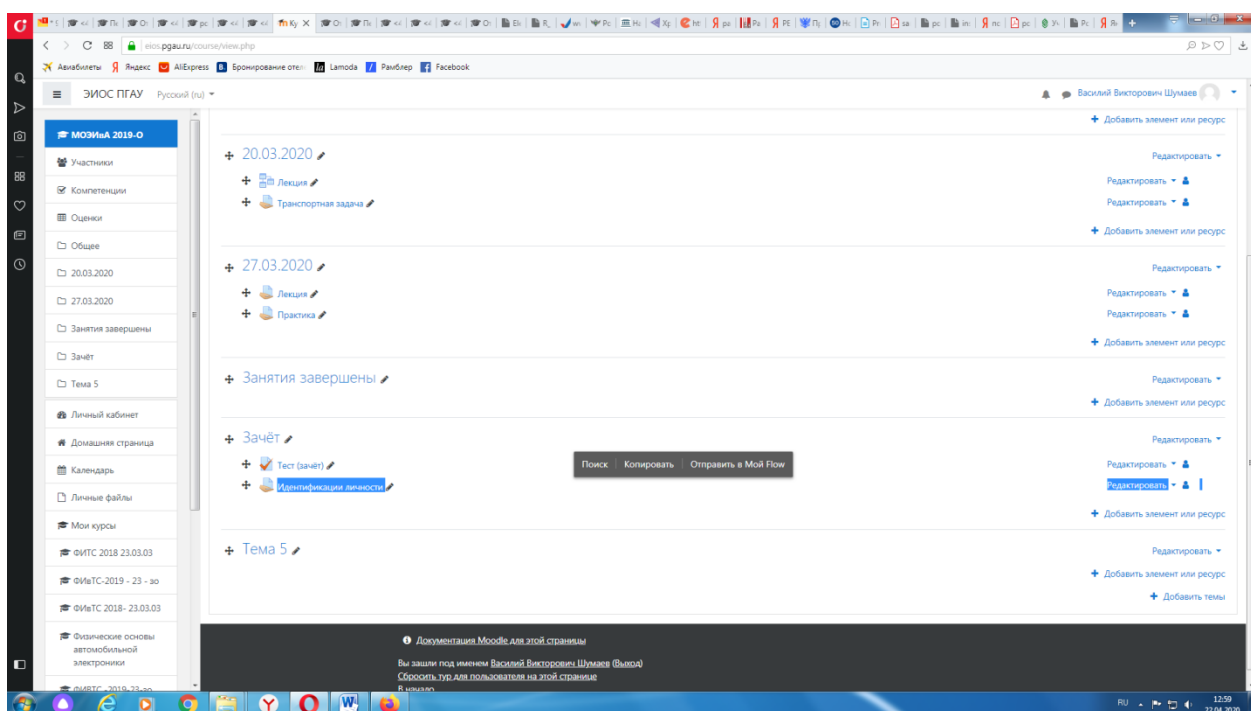 eios.pgau.ru/course/view.php
Авиабилеты Яндекс AliExpress Бронирование отел Lamoda Рамблер Facebook
ЭИОС ПГАУ Русский (ru) Василий Викторович Шумаев
МОЭИвА 2019-О
Участники
Компетенции
Оценки
Общее
20.03.2020
27.03.2020
Занятия завершены
Зачёт
Тема 5
Личный кабинет
Домашняя страница
Календарь
Личные файлы
Мои курсы
ФИТС 2018 23.03.03
ФИвТС-2019 - 23 - зо
ФИвТС 2018- 23.03.03
Физические основы
автомобильной
электроники
ФИВТС -2019-23-зо
Добавить элемент или ресурс
20.03.2020 Редактировать
Лекция Редактировать
Транспортная задача Редактировать
Добавить элемент или ресурс
27.03.2020 Редактировать
Лекция Редактировать
Практика Редактировать
Добавить элемент или ресурс
Занятия завершены Редактировать
Добавить элемент или ресурс
Зачёт Редактировать
Поиск Копировать Отправить в Мой Flow
Тест (зачёт) Редактировать
Идентификации личности Редактировать
Добавить элемент или ресурс
Тема 5 Редактировать
Добавить элемент или ресурс
Добавить темы
Документация Moodle для этой страницы
Вы зашли под именем Василий Викторович Шумаев (Выход)
Сбросить тур для пользователя на этой странице
В начало
RU 12:59
22.04.2020